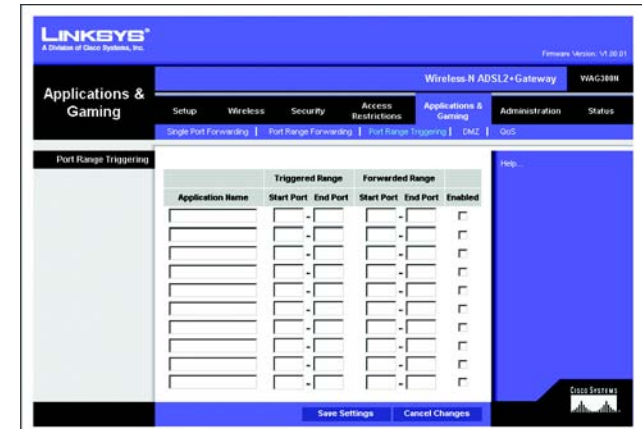 LINKSYS®
A Division of Cisco Systems, Inc.
Firmware Version: V1.00.01
Wireless-N ADSL2+Gateway WAG300N
Applications & Gaming
Setup Wireless Security Access Restrictions Applications & Gaming Administration Status
Single Port Forwarding | Port Range Forwarding | Port Range Triggering | DMZ | QoS
Port Range Triggering
Help...
Triggered Range Forwarded Range
Application Name Start Port End Port Start Port End Port Enabled
Save Settings Cancel Changes
CISCO SYSTEMS